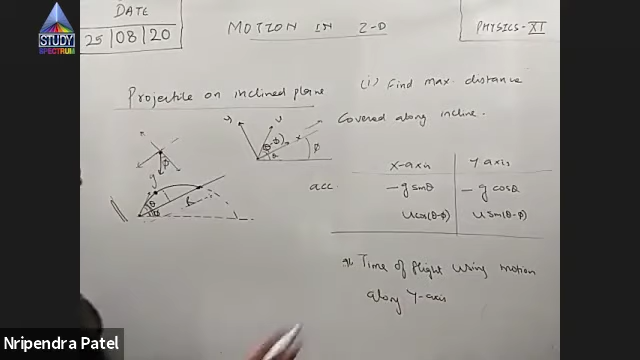 DATE
25/08/20
STUDY
SPECTRUM
MOTION IN 2-D
PHYSICS-XI
Projectile on inclined plane
(i) Find max. distance
Covered along incline.
x-axis
y axis
acc.
-g sinθ
- g cosθ
ucos(θ-φ)
u sin(θ-φ)
Time of flight using motion
along Y-axis
y
v
(θ-φ)
x
φ
g
θ
φ
R
Nripendra Patel